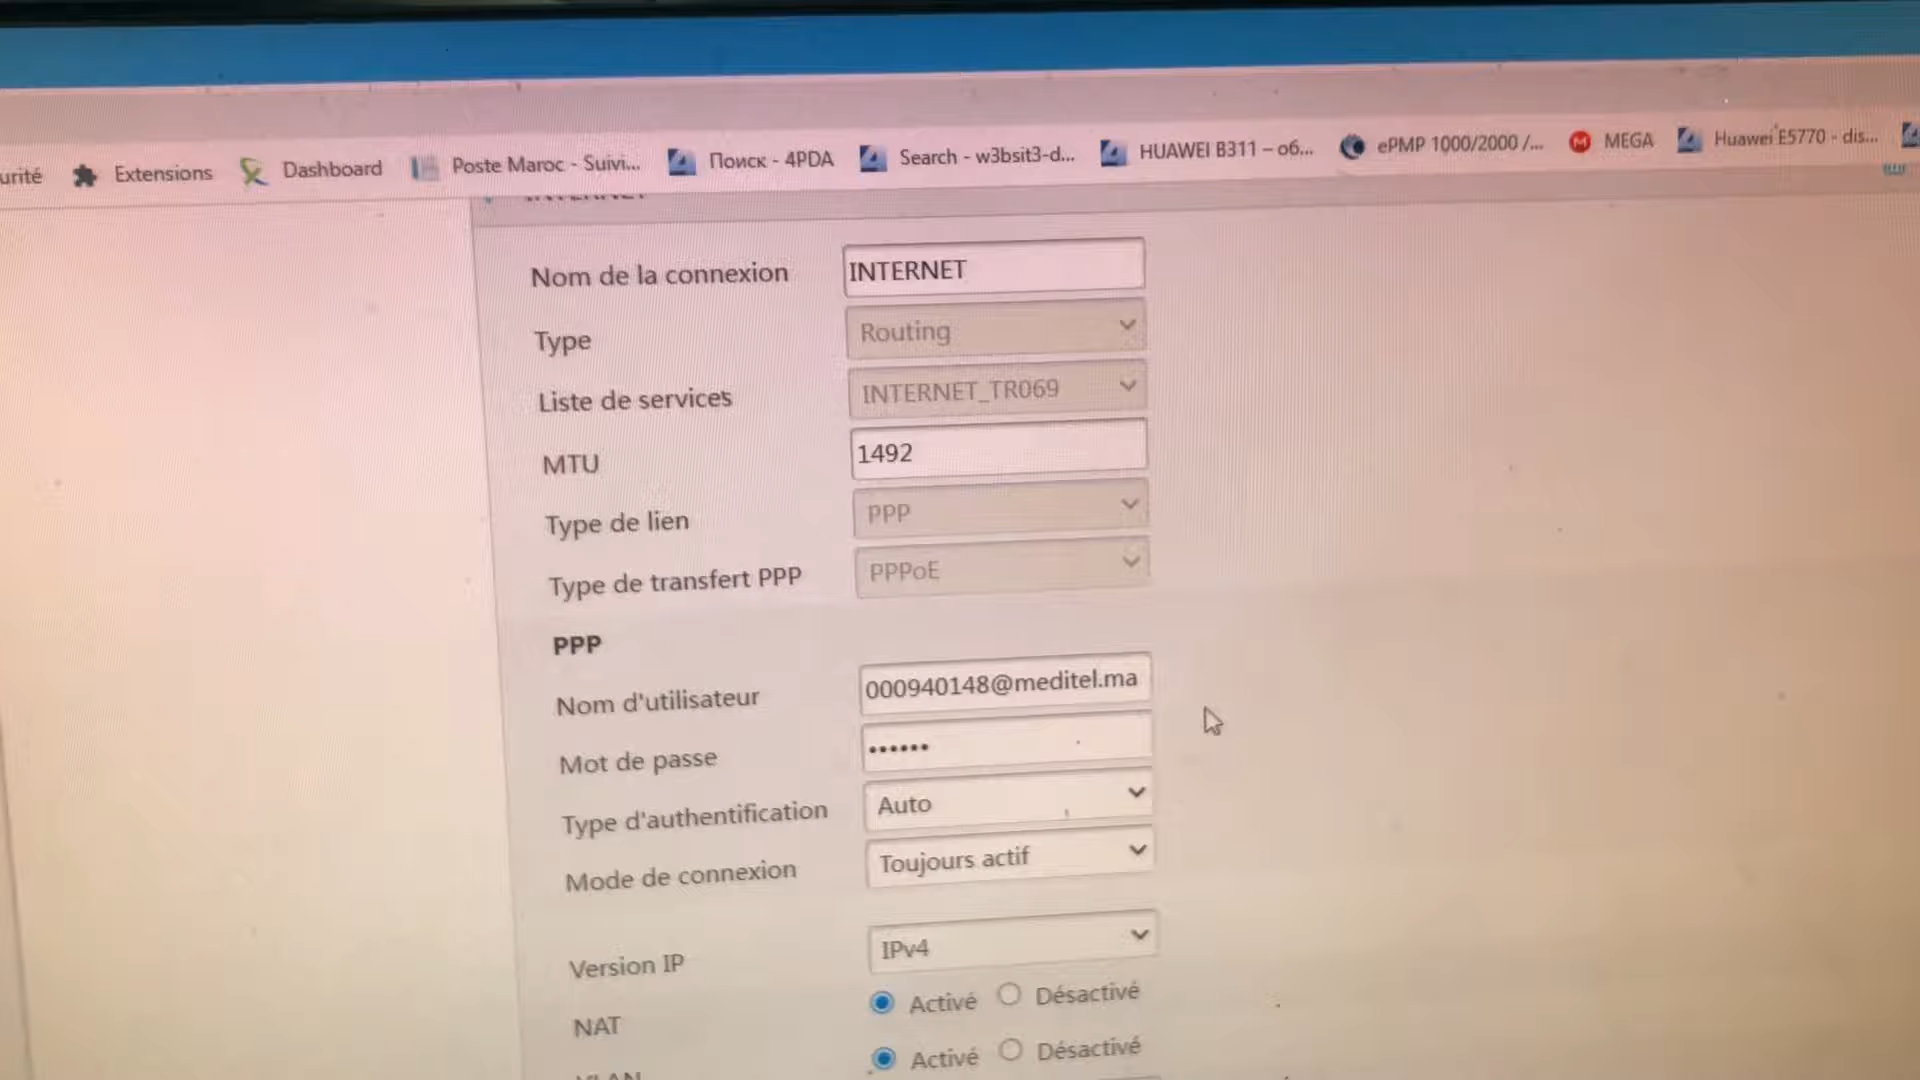 urité Extensions Dashboard Poste Maroc - Suivi... Поиск - 4PDA Search - w3bsit3-d... HUAWEI B311 – об... ePMP 1000/2000 /... MEGA Huawei E5770 - dis...
INTERNET
Nom de la connexion INTERNET
Type Routing
Liste de services INTERNET_TR069
MTU 1492
Type de lien PPP
Type de transfert PPP PPPoE
PPP
Nom d'utilisateur 000940148@meditel.ma
Mot de passe ••••••
Type d'authentification Auto
Mode de connexion Toujours actif
Version IP IPv4
NAT Activé Désactivé
VLAN Activé Désactivé